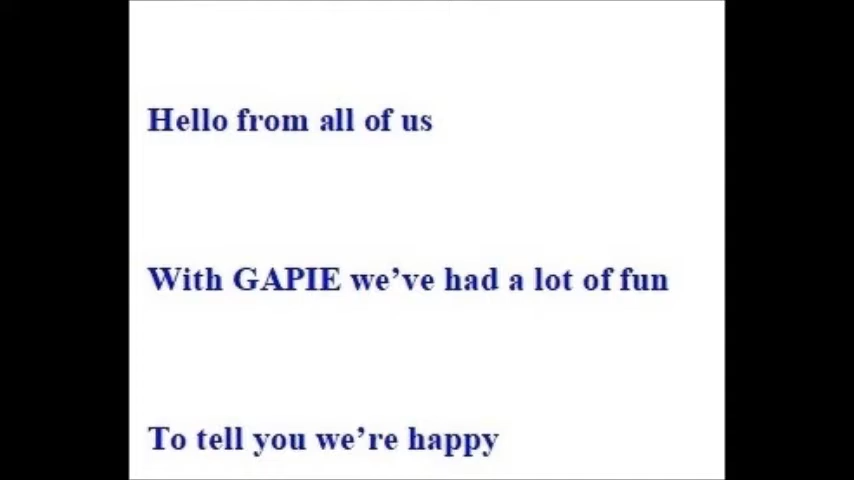 Hello from all of us
With GAPIE we’ve had a lot of fun
To tell you we’re happy